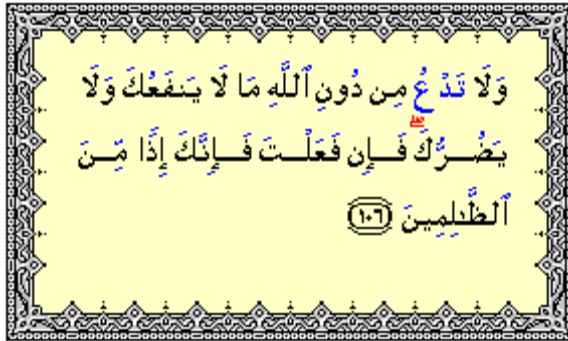 وَلَا تَدْعُ مِن دُونِ ٱللَّهِ مَا لَا يَنفَعُكَ وَلَا
يَضُرُّكَ ۖ فَإِن فَعَلْتَ فَإِنَّكَ إِذًا مِّنَ
ٱلظَّٰلِمِينَ ١٠٦